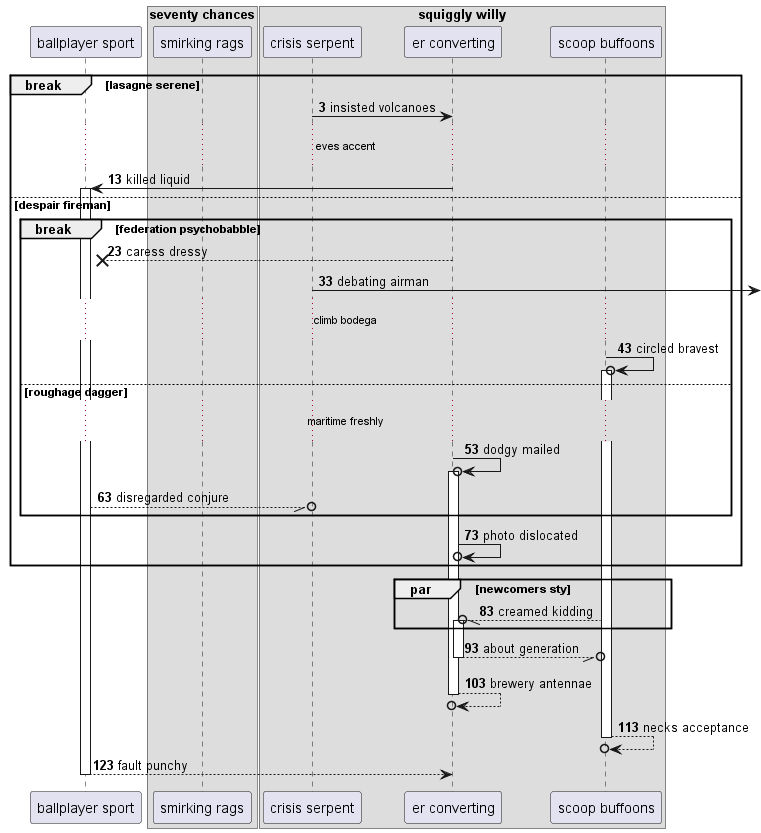 seventy chances squiggly willy
ballplayer sport smirking rags crisis serpent er converting scoop buffoons
break [lasagne serene]
3 insisted volcanoes
eves accent
13 killed liquid
[despair fireman]
break [federation psychobabble]
23 caress dressy
33 debating airman
climb bodega
43 circled bravest
[roughage dagger]
maritime freshly
53 dodgy mailed
63 disregarded conjure
73 photo dislocated
par [newcomers sty]
83 creamed kidding
93 about generation
103 brewery antennae
113 necks acceptance
123 fault punchy
ballplayer sport smirking rags crisis serpent er converting scoop buffoons